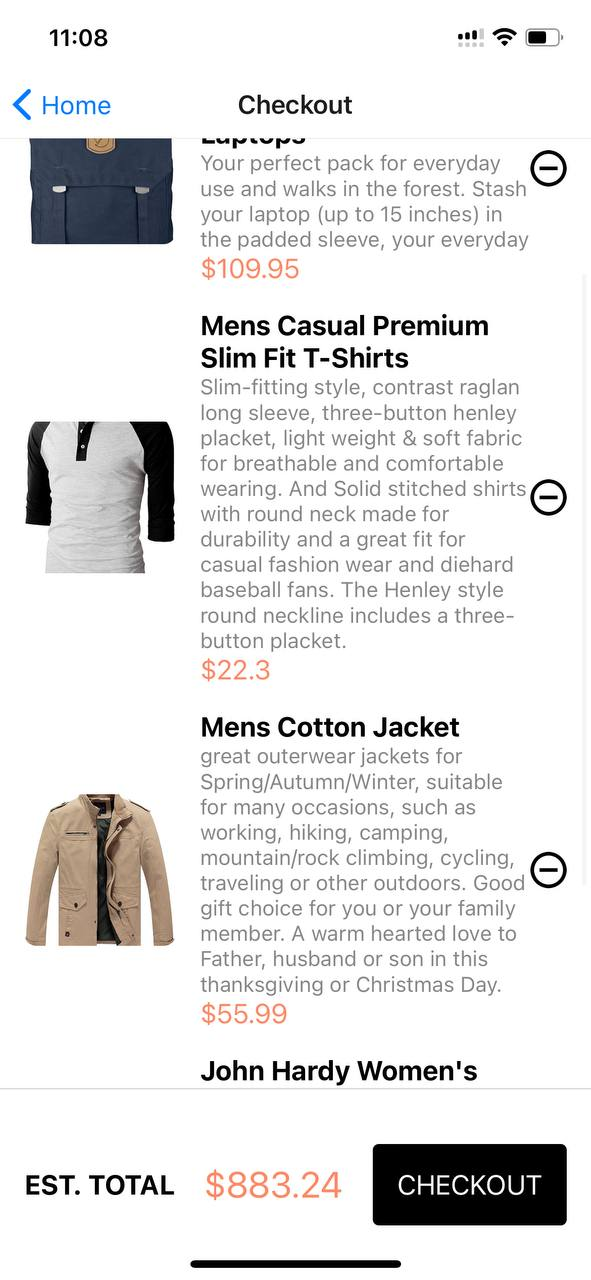 11:08
Home
Checkout
Laptops
Your perfect pack for everyday
use and walks in the forest. Stash
your laptop (up to 15 inches) in
the padded sleeve, your everyday
$109.95
Mens Casual Premium
Slim Fit T-Shirts
Slim-fitting style, contrast raglan
long sleeve, three-button henley
placket, light weight & soft fabric
for breathable and comfortable
wearing. And Solid stitched shirts
with round neck made for
durability and a great fit for
casual fashion wear and diehard
baseball fans. The Henley style
round neckline includes a three-
button placket.
$22.3
Mens Cotton Jacket
great outerwear jackets for
Spring/Autumn/Winter, suitable
for many occasions, such as
working, hiking, camping,
mountain/rock climbing, cycling,
traveling or other outdoors. Good
gift choice for you or your family
member. A warm hearted love to
Father, husband or son in this
thanksgiving or Christmas Day.
$55.99
John Hardy Women's
EST. TOTAL
$883.24
CHECKOUT